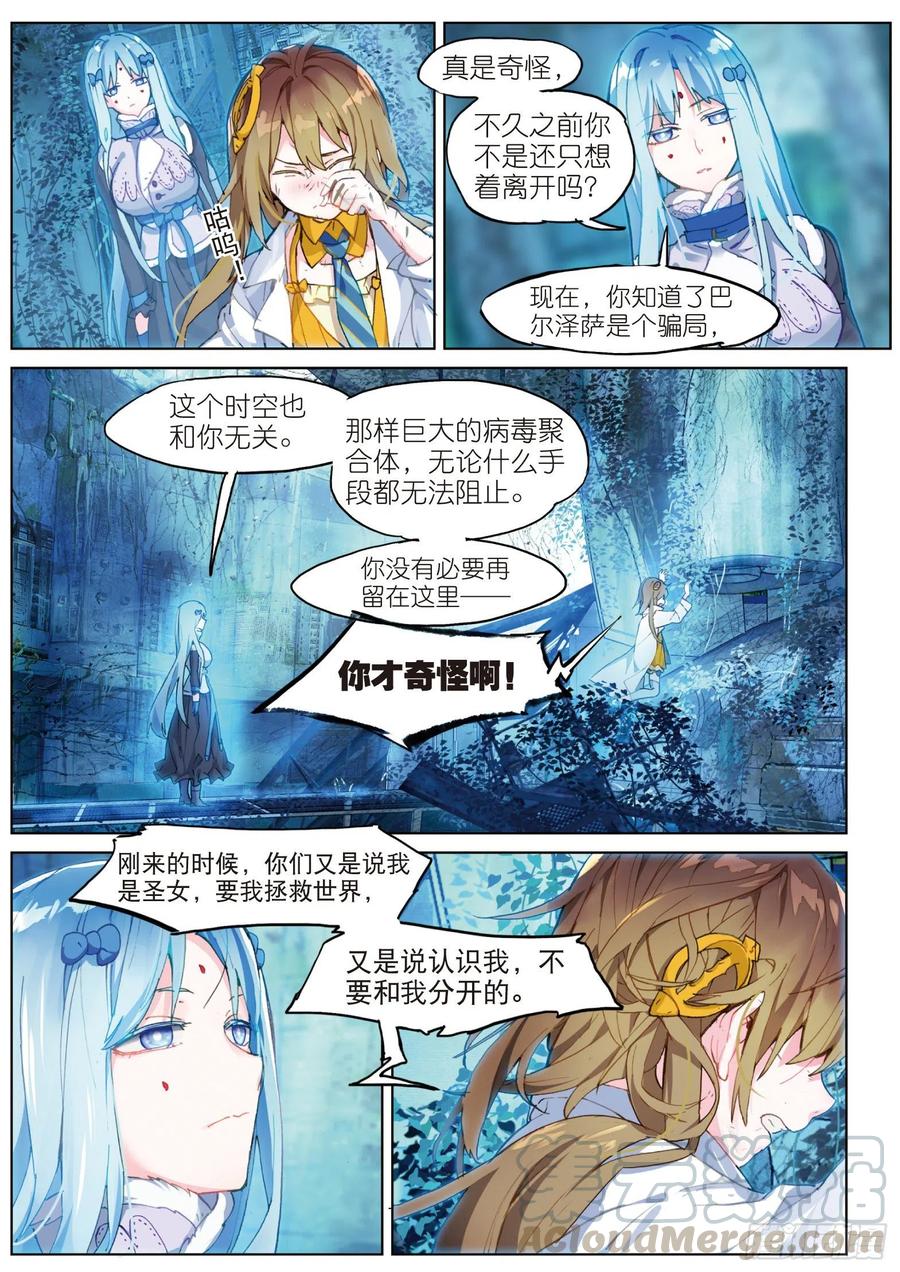 咕呜！
真是奇怪，
不久之前你
不是还只想
着离开吗？
现在，你知道了巴
尔泽萨是个骗局，
这个时空也
和你无关。
那样巨大的病毒聚
合体，无论什么手
段都无法阻止。
你没有必要再
留在这里——
你才奇怪啊！
刚来的时候，你们又是说我
是圣女，要我拯救世界，
又是说认识我，不
要和我分开的。
集云数据
AcloudMerge.com